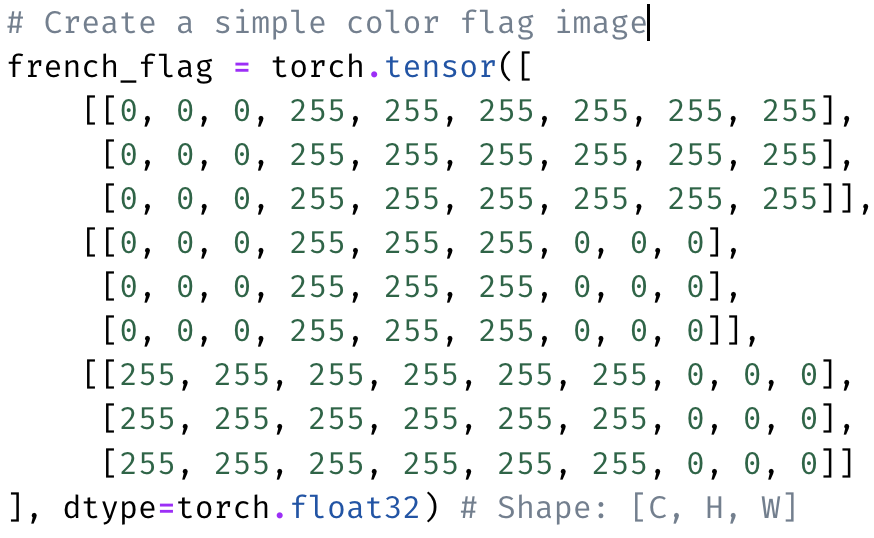 # Create a simple color flag image
french_flag = torch.tensor([
    [[0, 0, 0, 255, 255, 255, 255, 255, 255],
     [0, 0, 0, 255, 255, 255, 255, 255, 255],
     [0, 0, 0, 255, 255, 255, 255, 255, 255]],
    [[0, 0, 0, 255, 255, 255, 0, 0, 0],
     [0, 0, 0, 255, 255, 255, 0, 0, 0],
     [0, 0, 0, 255, 255, 255, 0, 0, 0]],
    [[255, 255, 255, 255, 255, 255, 0, 0, 0],
     [255, 255, 255, 255, 255, 255, 0, 0, 0],
     [255, 255, 255, 255, 255, 255, 0, 0, 0]]
], dtype=torch.float32) # Shape: [C, H, W]